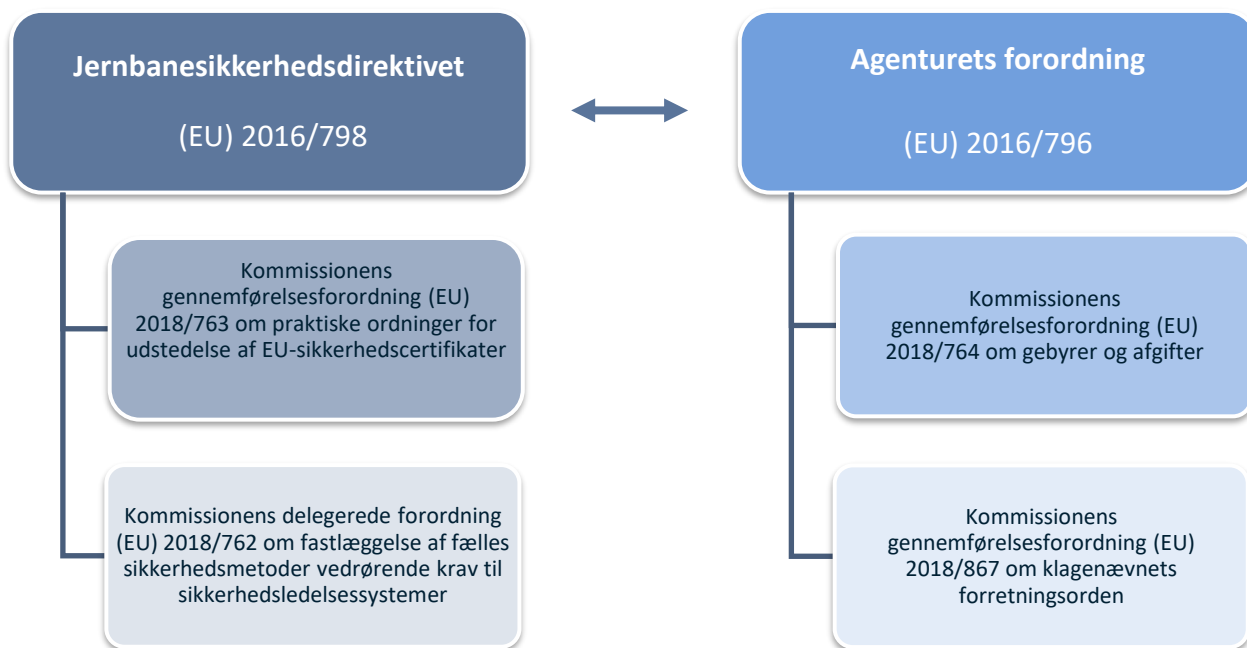 Jernbanesikkerhedsdirektivet
(EU) 2016/798
Kommissionens
gennemførelsesforordning (EU)
2018/763 om praktiske ordninger for
udstedelse af EU-sikkerhedscertifikater
Kommissionens delegerede forordning
(EU) 2018/762 om fastlæggelse af fælles
sikkerhedsmetoder vedrørende krav til
sikkerhedsledelsessystemer
Agenturets forordning
(EU) 2016/796
Kommissionens
gennemførelsesforordning (EU)
2018/764 om gebyrer og afgifter
Kommissionens
gennemførelsesforordning (EU)
2018/867 om klagenævnets
forretningsorden